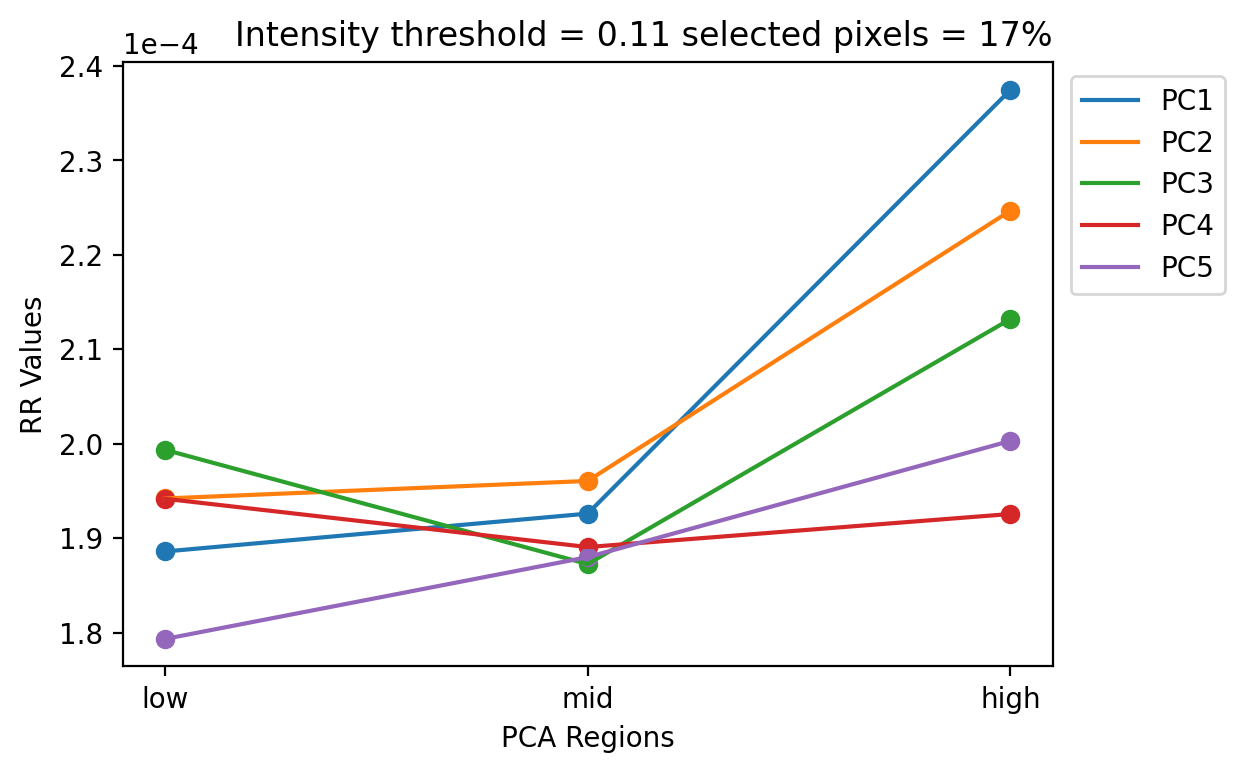 Intensity threshold = 0.11 selected pixels = 17%
1e−4
2.4
2.3
2.2
2.1
2.0
1.9
1.8
RR Values
low
mid
high
PCA Regions
PC1
PC2
PC3
PC4
PC5